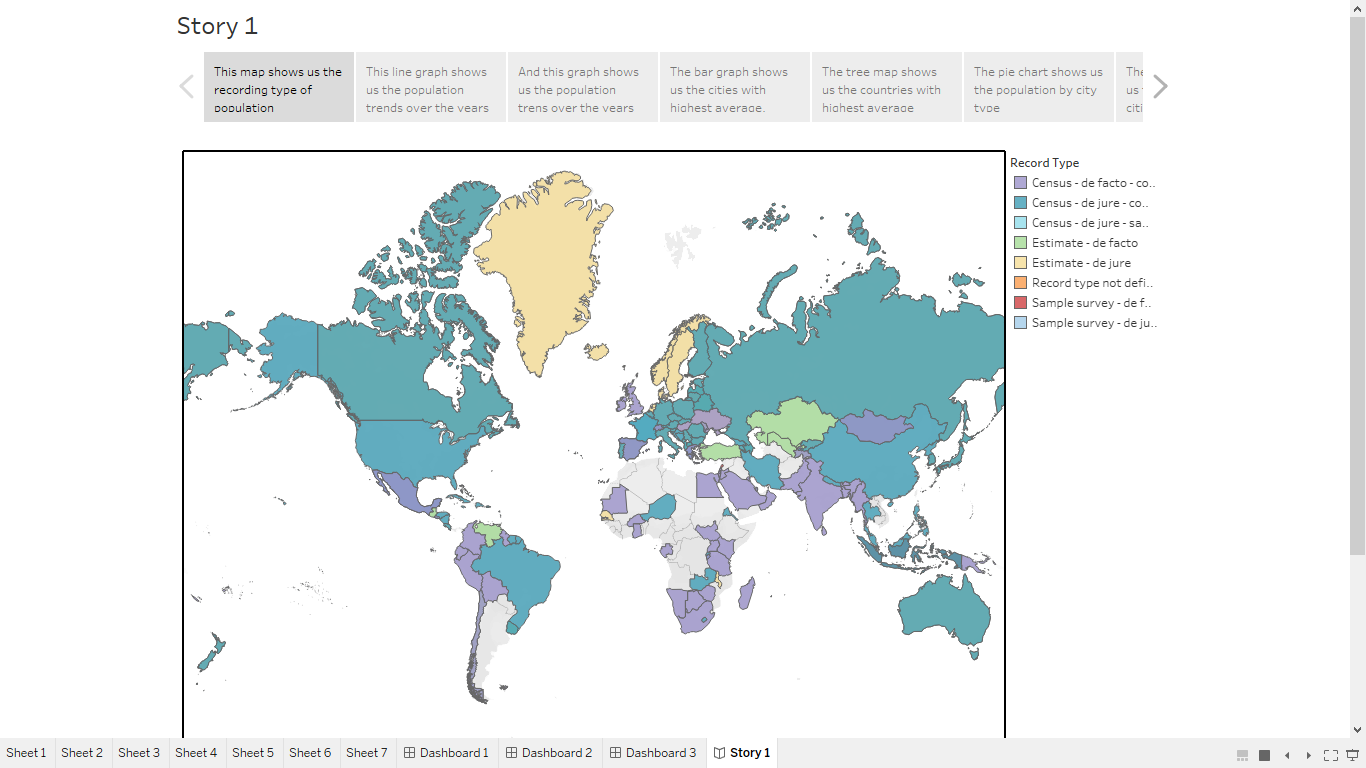 Story 1
This map shows us the
recording type of
population
This line graph shows
us the population
trends over the years
And this graph shows
us the population
trens over the years
The bar graph shows
us the cities with
highest average.
The tree map shows
us the countries with
highest average
The pie chart shows us
the population by city
type
The
us
citi
Record Type
Census - de facto - co..
Census - de jure - co..
Census - de jure - sa..
Estimate - de facto
Estimate - de jure
Record type not defi..
Sample survey - de f..
Sample survey - de ju..
Sheet 1
Sheet 2
Sheet 3
Sheet 4
Sheet 5
Sheet 6
Sheet 7
Dashboard 1
Dashboard 2
Dashboard 3
Story 1